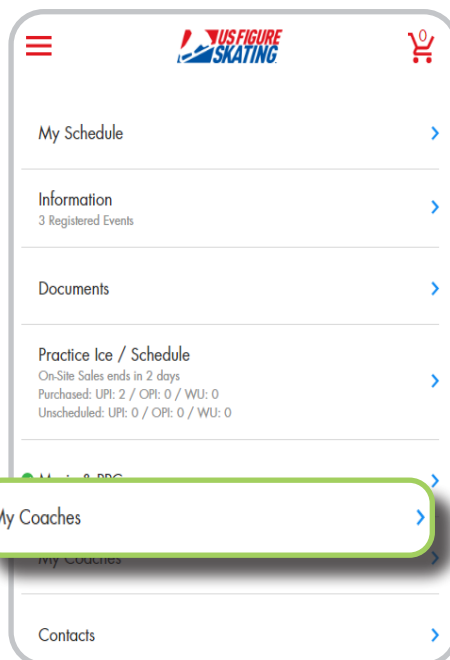 0
US FIGURE
SKATING
My Schedule
Information
3 Registered Events
Documents
Practice Ice / Schedule
On-Site Sales ends in 2 days
Purchased: UPI: 2 / OPI: 0 / WU: 0
Unscheduled: UPI: 0 / OPI: 0 / WU: 0
My Coaches
My Coaches
Contacts